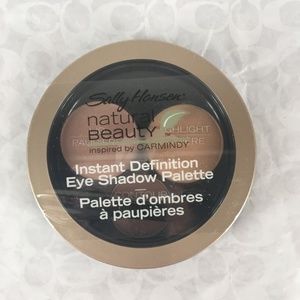 Sally Hansen
natural
BEAUTY
inspired by CARMINDY
Instant Definition
Eye Shadow Palette
Palette d'ombres
à paupières